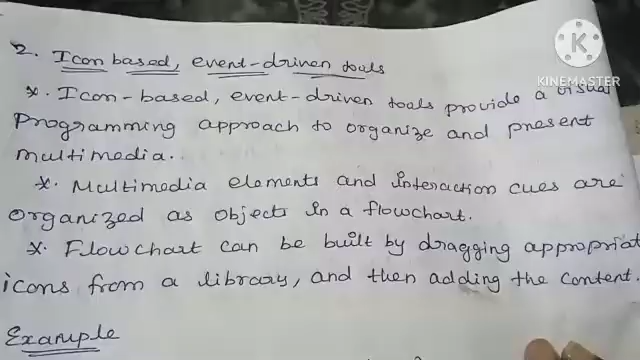 2. Icon based, event-driven tools
*. Icon-based, event-driven tools provide a visual
Programming approach to organize and present
multimedia.
*. Multimedia elements and interaction cues are
organized as objects in a flowchart.
*. Flowchart can be built by dragging appropriat
icons from a library, and then adding the content.
Example
KINEMASTER